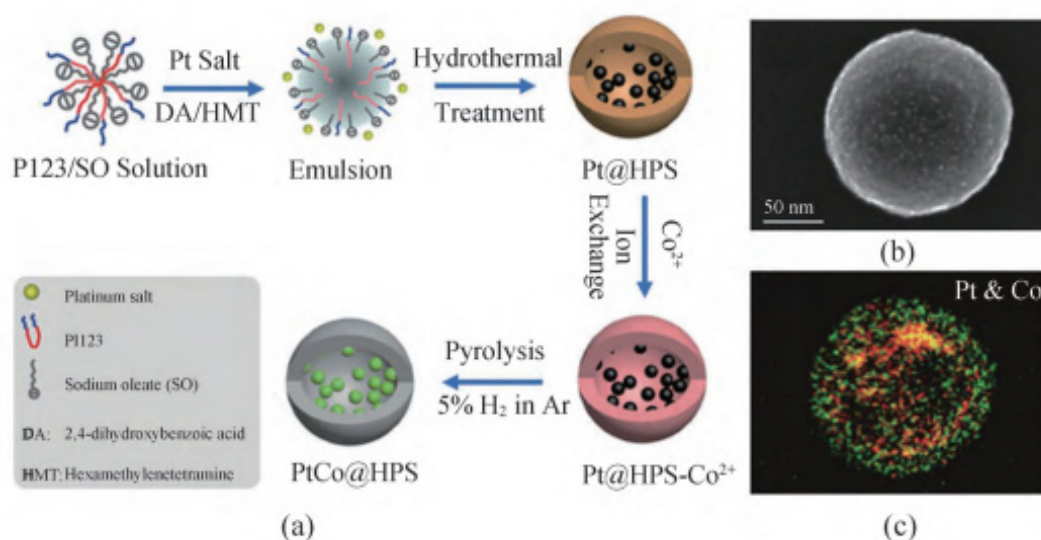 Pt Salt
DA/HMT
P123/SO Solution
Emulsion
Hydrothermal
Treatment
Pt@HPS
Co²⁺
Ion
Exchange
50 nm
(b)
Pt & Co
Platinum salt
Pl123
Sodium oleate (SO)
DA: 2,4-dihydroxybenzoic acid
HMT: Hexamethylenetetramine
PtCo@HPS
Pyrolysis
5% H₂ in Ar
Pt@HPS-Co²⁺
(a)
(c)